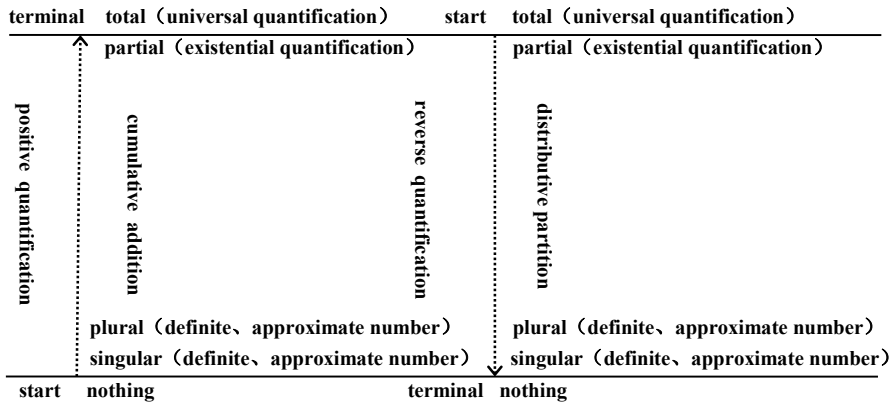 terminal total（universal quantification） start total（universal quantification）
partial（existential quantification） partial（existential quantification）
positive quantification
cumulative addition
reverse quantification
distributive partition
plural（definite、approximate number） plural（definite、approximate number）
singular（definite、approximate number） singular（definite、approximate number）
start nothing terminal nothing